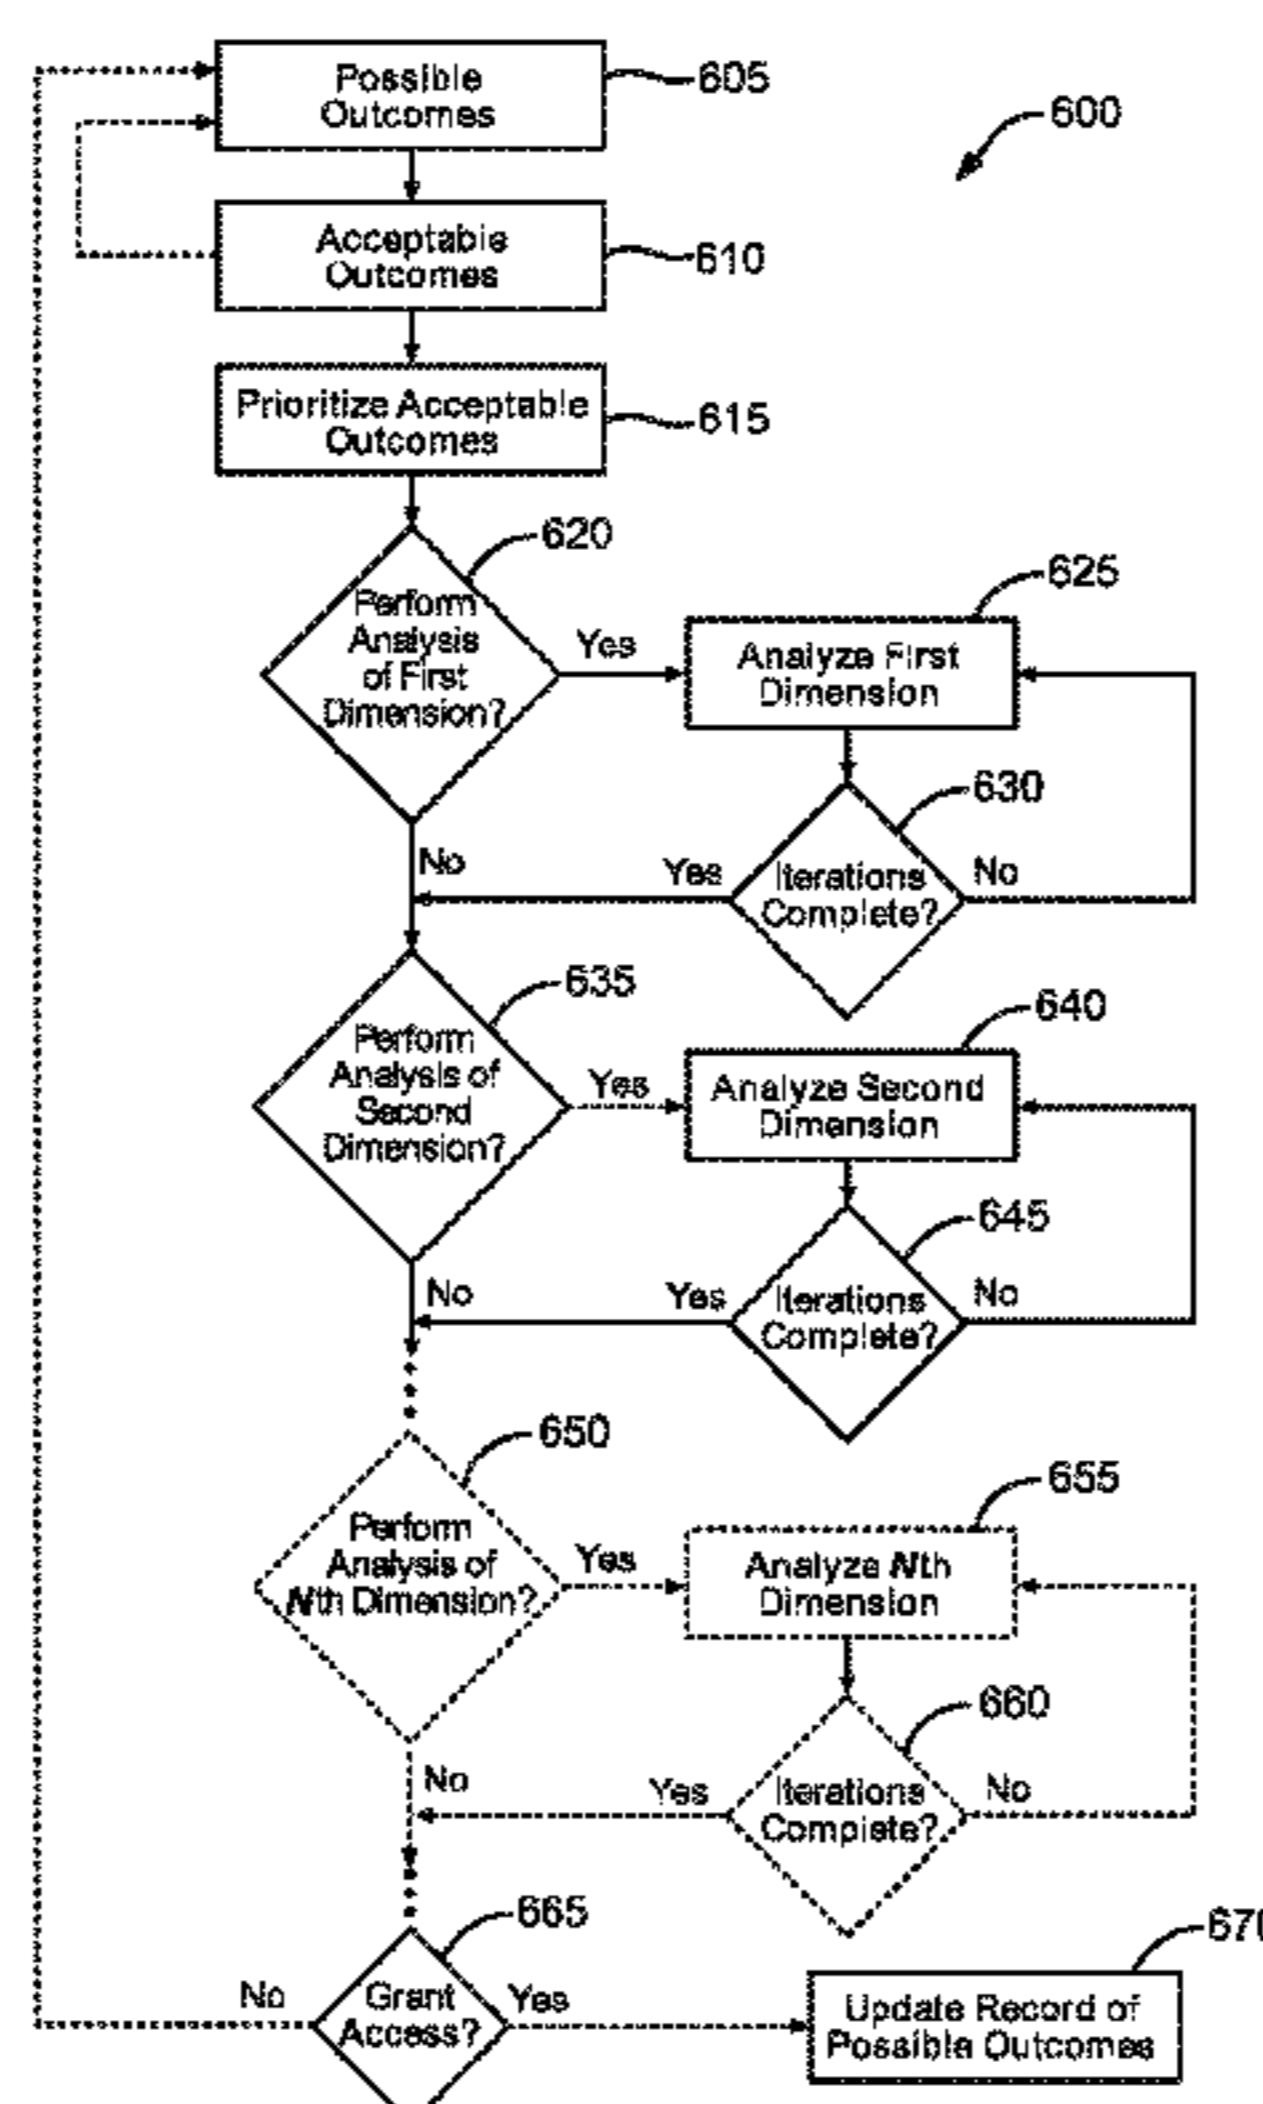 Possible
Outcomes
605
600
Acceptable
Outcomes
610
Prioritize Acceptable
Outcomes
615
620
Perform
Analysis
of First
Dimension?
Yes
625
Analyze First
Dimension
No
630
Iterations
Complete?
Yes
No
635
Perform
Analysis of
Second
Dimension?
Yes
640
Analyze Second
Dimension
No
645
Iterations
Complete?
Yes
No
650
Perform
Analysis of
Nth Dimension?
Yes
655
Analyze Nth
Dimension
No
660
Iterations
Complete?
Yes
No
665
Grant
Access?
No
Yes
670
Update Record of
Possible Outcomes